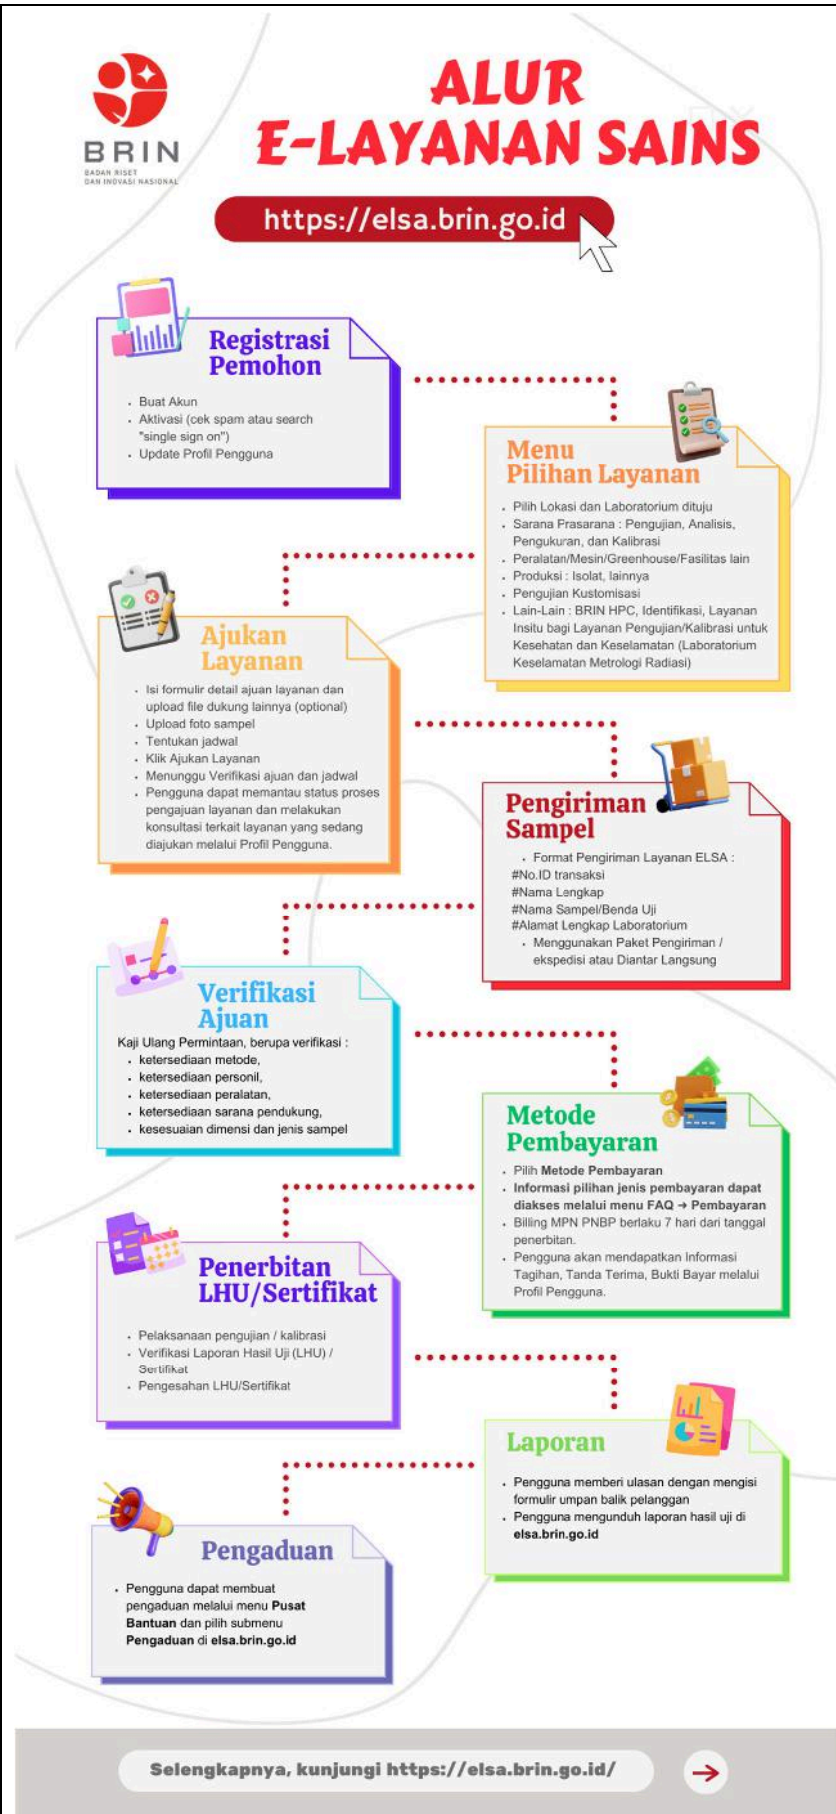 BRIN
BADAN RISET
DAN INOVASI NASIONAL
ALUR
E-LAYANAN SAINS
https://elsa.brin.go.id
Registrasi
Pemohon
• Buat Akun
• Aktivasi (cek spam atau search
"single sign on")
• Update Profil Pengguna
Menu
Pilihan Layanan
• Pilih Lokasi dan Laboratorium dituju
• Sarana Prasarana : Pengujian, Analisis,
Pengukuran, dan Kalibrasi
• Peralatan/Mesin/Greenhouse/Fasilitas lain
• Produksi : Isolat, lainnya
• Pengujian Kustomisasi
• Lain-Lain : BRIN HPC, Identifikasi, Layanan
Insitu bagi Layanan Pengujian/Kalibrasi untuk
Kesehatan dan Keselamatan (Laboratorium
Keselamatan Metrologi Radiasi)
Ajukan
Layanan
• Isi formulir detail ajuan layanan dan
upload file dukung lainnya (optional)
• Upload foto sampel
• Tentukan jadwal
• Klik Ajukan Layanan
• Menunggu Verifikasi ajuan dan jadwal
• Pengguna dapat memantau status proses
pengajuan layanan dan melakukan
konsultasi terkait layanan yang sedang
diajukan melalui Profil Pengguna.
Pengiriman
Sampel
• Format Pengiriman Layanan ELSA :
#No.ID transaksi
#Nama Lengkap
#Nama Sampel/Benda Uji
#Alamat Lengkap Laboratorium
• Menggunakan Paket Pengiriman /
ekspedisi atau Diantar Langsung
Verifikasi
Ajuan
Kaji Ulang Permintaan, berupa verifikasi :
• ketersediaan metode,
• ketersediaan personil,
• ketersediaan peralatan,
• ketersediaan sarana pendukung,
• kesesuaian dimensi dan jenis sampel
Metode
Pembayaran
• Pilih Metode Pembayaran
• Informasi pilihan jenis pembayaran dapat
diakses melalui menu FAQ → Pembayaran
• Billing MPN PNBP berlaku 7 hari dari tanggal
penerbitan.
• Pengguna akan mendapatkan Informasi
Tagihan, Tanda Terima, Bukti Bayar melalui
Profil Pengguna.
Penerbitan
LHU/Sertifikat
• Pelaksanaan pengujian / kalibrasi
• Verifikasi Laporan Hasil Uji (LHU) /
Sertifikat
• Pengesahan LHU/Sertifikat
Laporan
• Pengguna memberi ulasan dengan mengisi
formulir umpan balik pelanggan
• Pengguna mengunduh laporan hasil uji di
elsa.brin.go.id
Pengaduan
• Pengguna dapat membuat
pengaduan melalui menu Pusat
Bantuan dan pilih submenu
Pengaduan di elsa.brin.go.id
Selengkapnya, kunjungi https://elsa.brin.go.id/